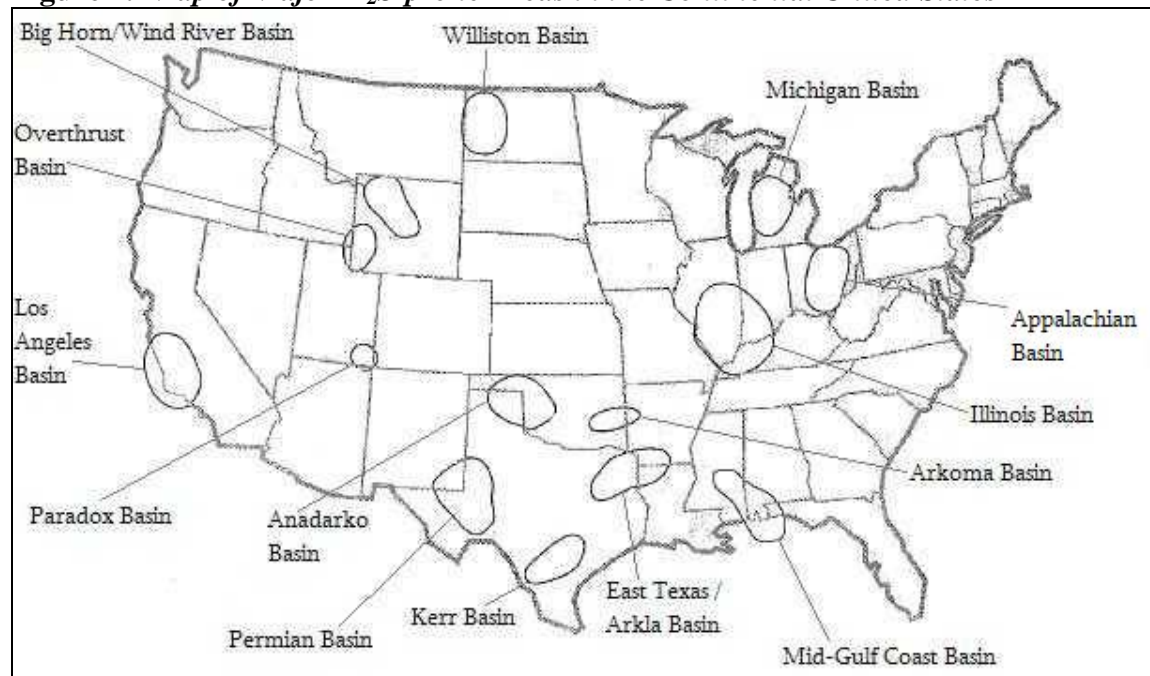 Big Horn/Wind River Basin
Williston Basin
Michigan Basin
Overthrust
Basin
Los
Angeles
Basin
Appalachian
Basin
Illinois Basin
Arkoma Basin
Paradox Basin
Anadarko
Basin
Kerr Basin
East Texas /
Arkla Basin
Permian Basin
Mid-Gulf Coast Basin